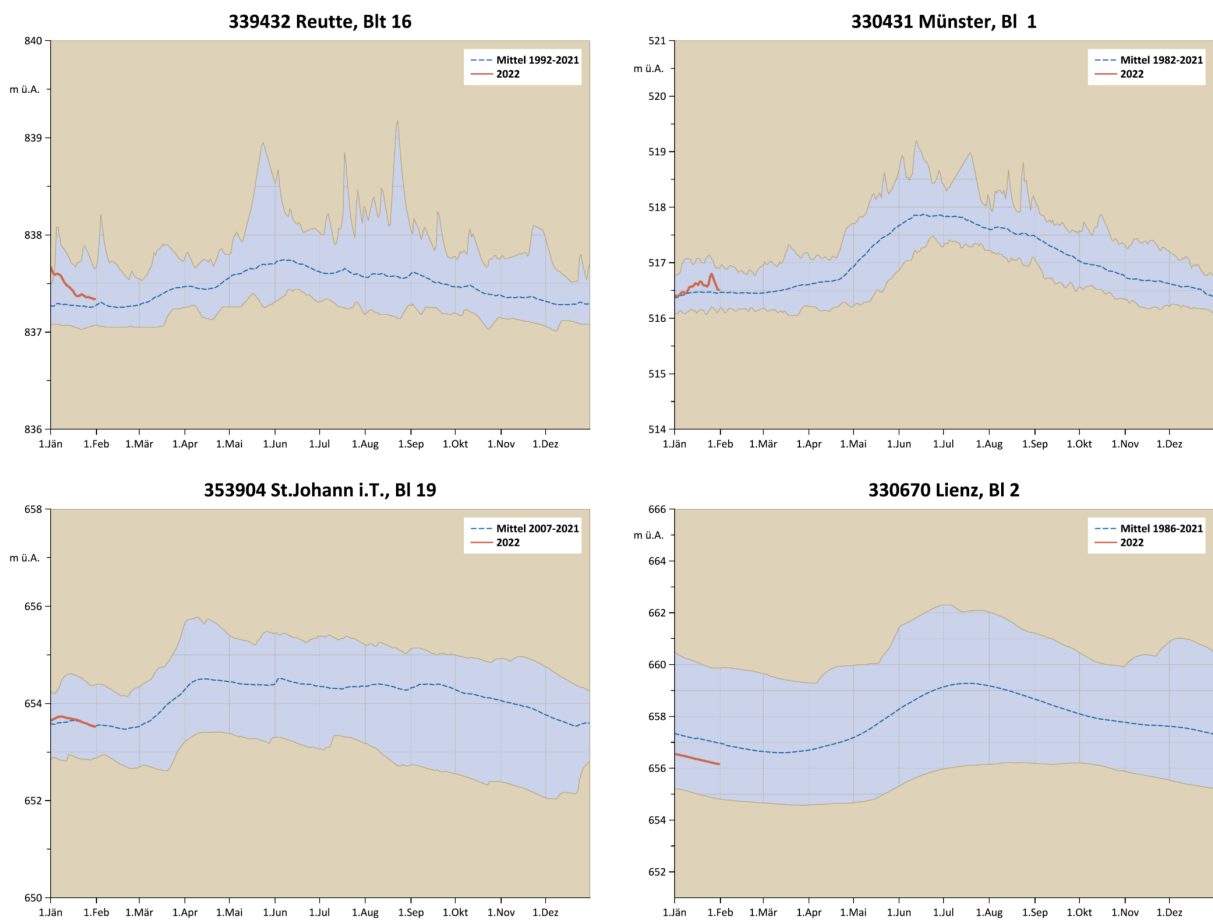 339432 Reutte, Blt 16
840
m ü.A.
839
838
837
836
Mittel 1992-2021
2022
1.Jän 1.Feb 1.Mär 1.Apr 1.Mai 1.Jun 1.Jul 1.Aug 1.Sep 1.Okt 1.Nov 1.Dez
330431 Münster, Bl 1
521
m ü.A.
520
519
518
517
516
515
514
Mittel 1982-2021
2022
1.Jän 1.Feb 1.Mär 1.Apr 1.Mai 1.Jun 1.Jul 1.Aug 1.Sep 1.Okt 1.Nov 1.Dez
353904 St.Johann i.T., Bl 19
658
m ü.A.
656
654
652
650
Mittel 2007-2021
2022
1.Jän 1.Feb 1.Mär 1.Apr 1.Mai 1.Jun 1.Jul 1.Aug 1.Sep 1.Okt 1.Nov 1.Dez
330670 Lienz, Bl 2
666
m ü.A.
664
662
660
658
656
654
652
Mittel 1986-2021
2022
1.Jän 1.Feb 1.Mär 1.Apr 1.Mai 1.Jun 1.Jul 1.Aug 1.Sep 1.Okt 1.Nov 1.Dez